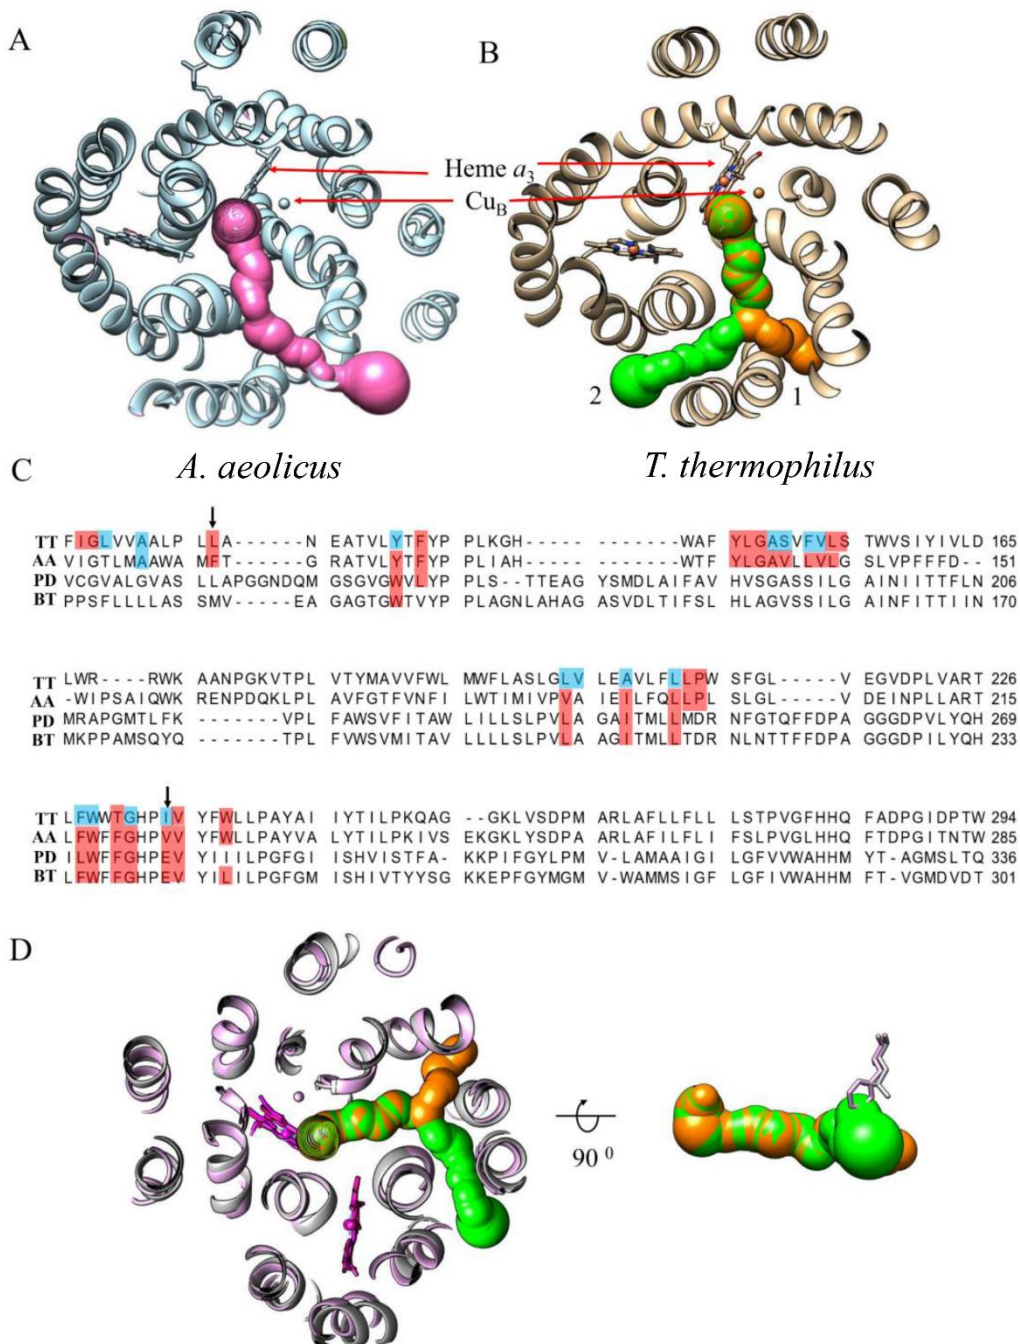 A
B
Heme a3
CuB
2
1
C
A. aeolicus
T. thermophilus
TT FIGLVVAALP LLA------N EATVLYTFYP PLKGH-----WAF YLGASVFVLS TWVSIYIVLD 165
AA VIGTLMAAWA MFT------G RATVLYTFYP PLIAH-----WTF YLGAVLLVLG SLVPFFFD-- 151
PD VCGVALGVAS LLAPGGNDQM GSGVGWVLYP PLS--TTEAG YSMDLAIFAV HVSGASSILG AINIITTFLN 206
BT PPSFLLLLAS SMV-----EA GAGTGWTVYP PLAGNLAHAG ASVDLTIFSL HLAGVSSILG AINFITTIIN 170
TT LWR----RWK AANPGKVTPL VTYMAVVFWL MWFLASLGLV LEAVLFLLPW SFGL-----V EGVDPLVART 226
AA -WIPSAIQWK RENPDQKLPL AVFGTFVNFI LWTIMIVPYA IEILFQLLPL SLGL-----V DEINPLLART 215
PD MRAPGMTLFK -------VPL FAWSVFITAW LILLSLPVLA GAITMLLMDR NFGTQFFDPA GGGDPVLYQH 269
BT MKPPAMSQYQ -------TPL FVWSVMITAV LLLLSLPVLA AGITMLLTDR NLNTTFFDPA GGGDPILYQH 233
TT LFWWTGHPIV YFWLLPAYAI IYTILPKQAG --GKLVSDPM ARLAFLLFLL LSTPVGFHHQ FADPGIDPTW 294
AA LFWFFGHPVV YFWLLPAYVA LYTILPKIVS EKGKLYSDPA ARLAFILFLI FSLPVGLHHQ FTDPGITNTW 285
PD ILWFFGHPEV YIIILPGFGI ISHVISTFA- KKPIFGYLPM V-LAMAAIGI LGFVVWAHHM YT-AGMSLTQ 336
BT LFWFFGHPEV YILILPGFGM ISHIVTYYSG KKEPFGYMGM V-WAMMSIGF LGFIVWAHHM FT-VGMDVDT 301
D
90 0